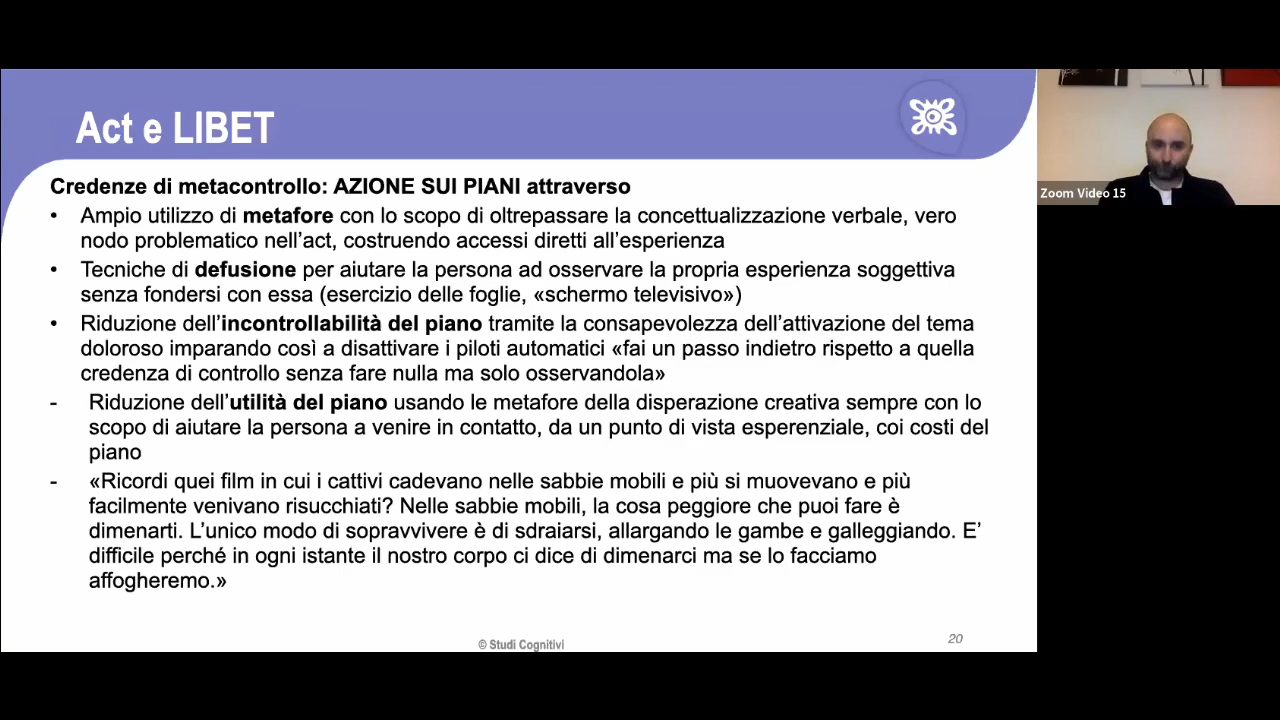 Act e LIBET
Credenze di metacontrollo: AZIONE SUI PIANI attraverso
• Ampio utilizzo di metafore con lo scopo di oltrepassare la concettualizzazione verbale, vero
nodo problematico nell'act, costruendo accessi diretti all'esperienza
• Tecniche di defusione per aiutare la persona ad osservare la propria esperienza soggettiva
senza fondersi con essa (esercizio delle foglie, «schermo televisivo»)
• Riduzione dell'incontrollabilità del piano tramite la consapevolezza dell'attivazione del tema
doloroso imparando così a disattivare i piloti automatici «fai un passo indietro rispetto a quella
credenza di controllo senza fare nulla ma solo osservandola»
- Riduzione dell'utilità del piano usando le metafore della disperazione creativa sempre con lo
scopo di aiutare la persona a venire in contatto, da un punto di vista esperenziale, coi costi del
piano
- «Ricordi quei film in cui i cattivi cadevano nelle sabbie mobili e più si muovevano e più
facilmente venivano risucchiati? Nelle sabbie mobili, la cosa peggiore che puoi fare è
dimenarti. L'unico modo di sopravvivere è di sdraiarsi, allargando le gambe e galleggiando. E'
difficile perché in ogni istante il nostro corpo ci dice di dimenarci ma se lo facciamo
affogheremo.»
© Studi Cognitivi
20
Zoom Video 15